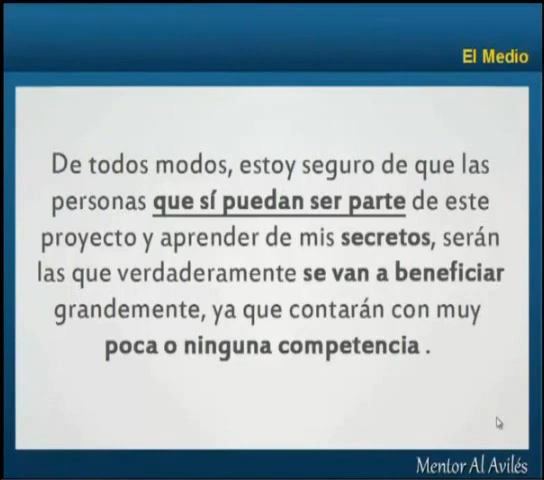 El Medio
De todos modos, estoy seguro de que las
personas que sí puedan ser parte de este
proyecto y aprender de mis secretos, serán
las que verdaderamente se van a beneficiar
grandemente, ya que contarán con muy
poca o ninguna competencia .
Mentor Al Avilés